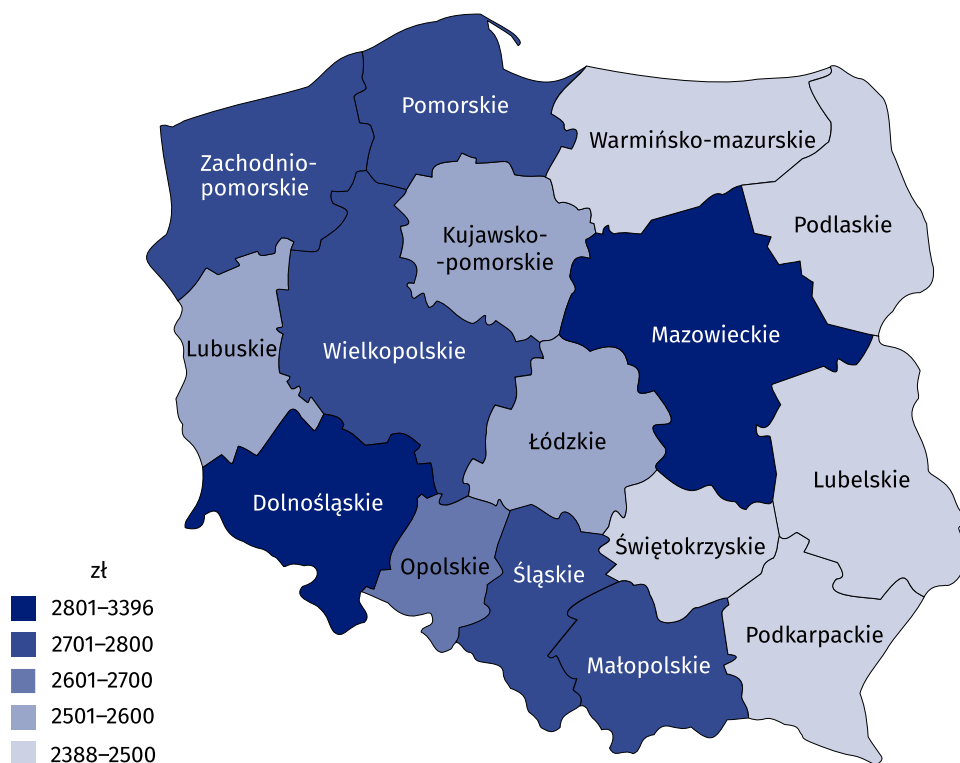 Pomorskie
Warmińsko-mazurskie
Zachodnio-
pomorskie
Podlaskie
Kujawsko-
-pomorskie
Mazowieckie
Lubuskie
Wielkopolskie
Łódzkie
Lubelskie
Dolnośląskie
Świętokrzyskie
Opolskie
Śląskie
Podkarpackie
Małopolskie
zł
2801–3396
2701–2800
2601–2700
2501–2600
2388–2500